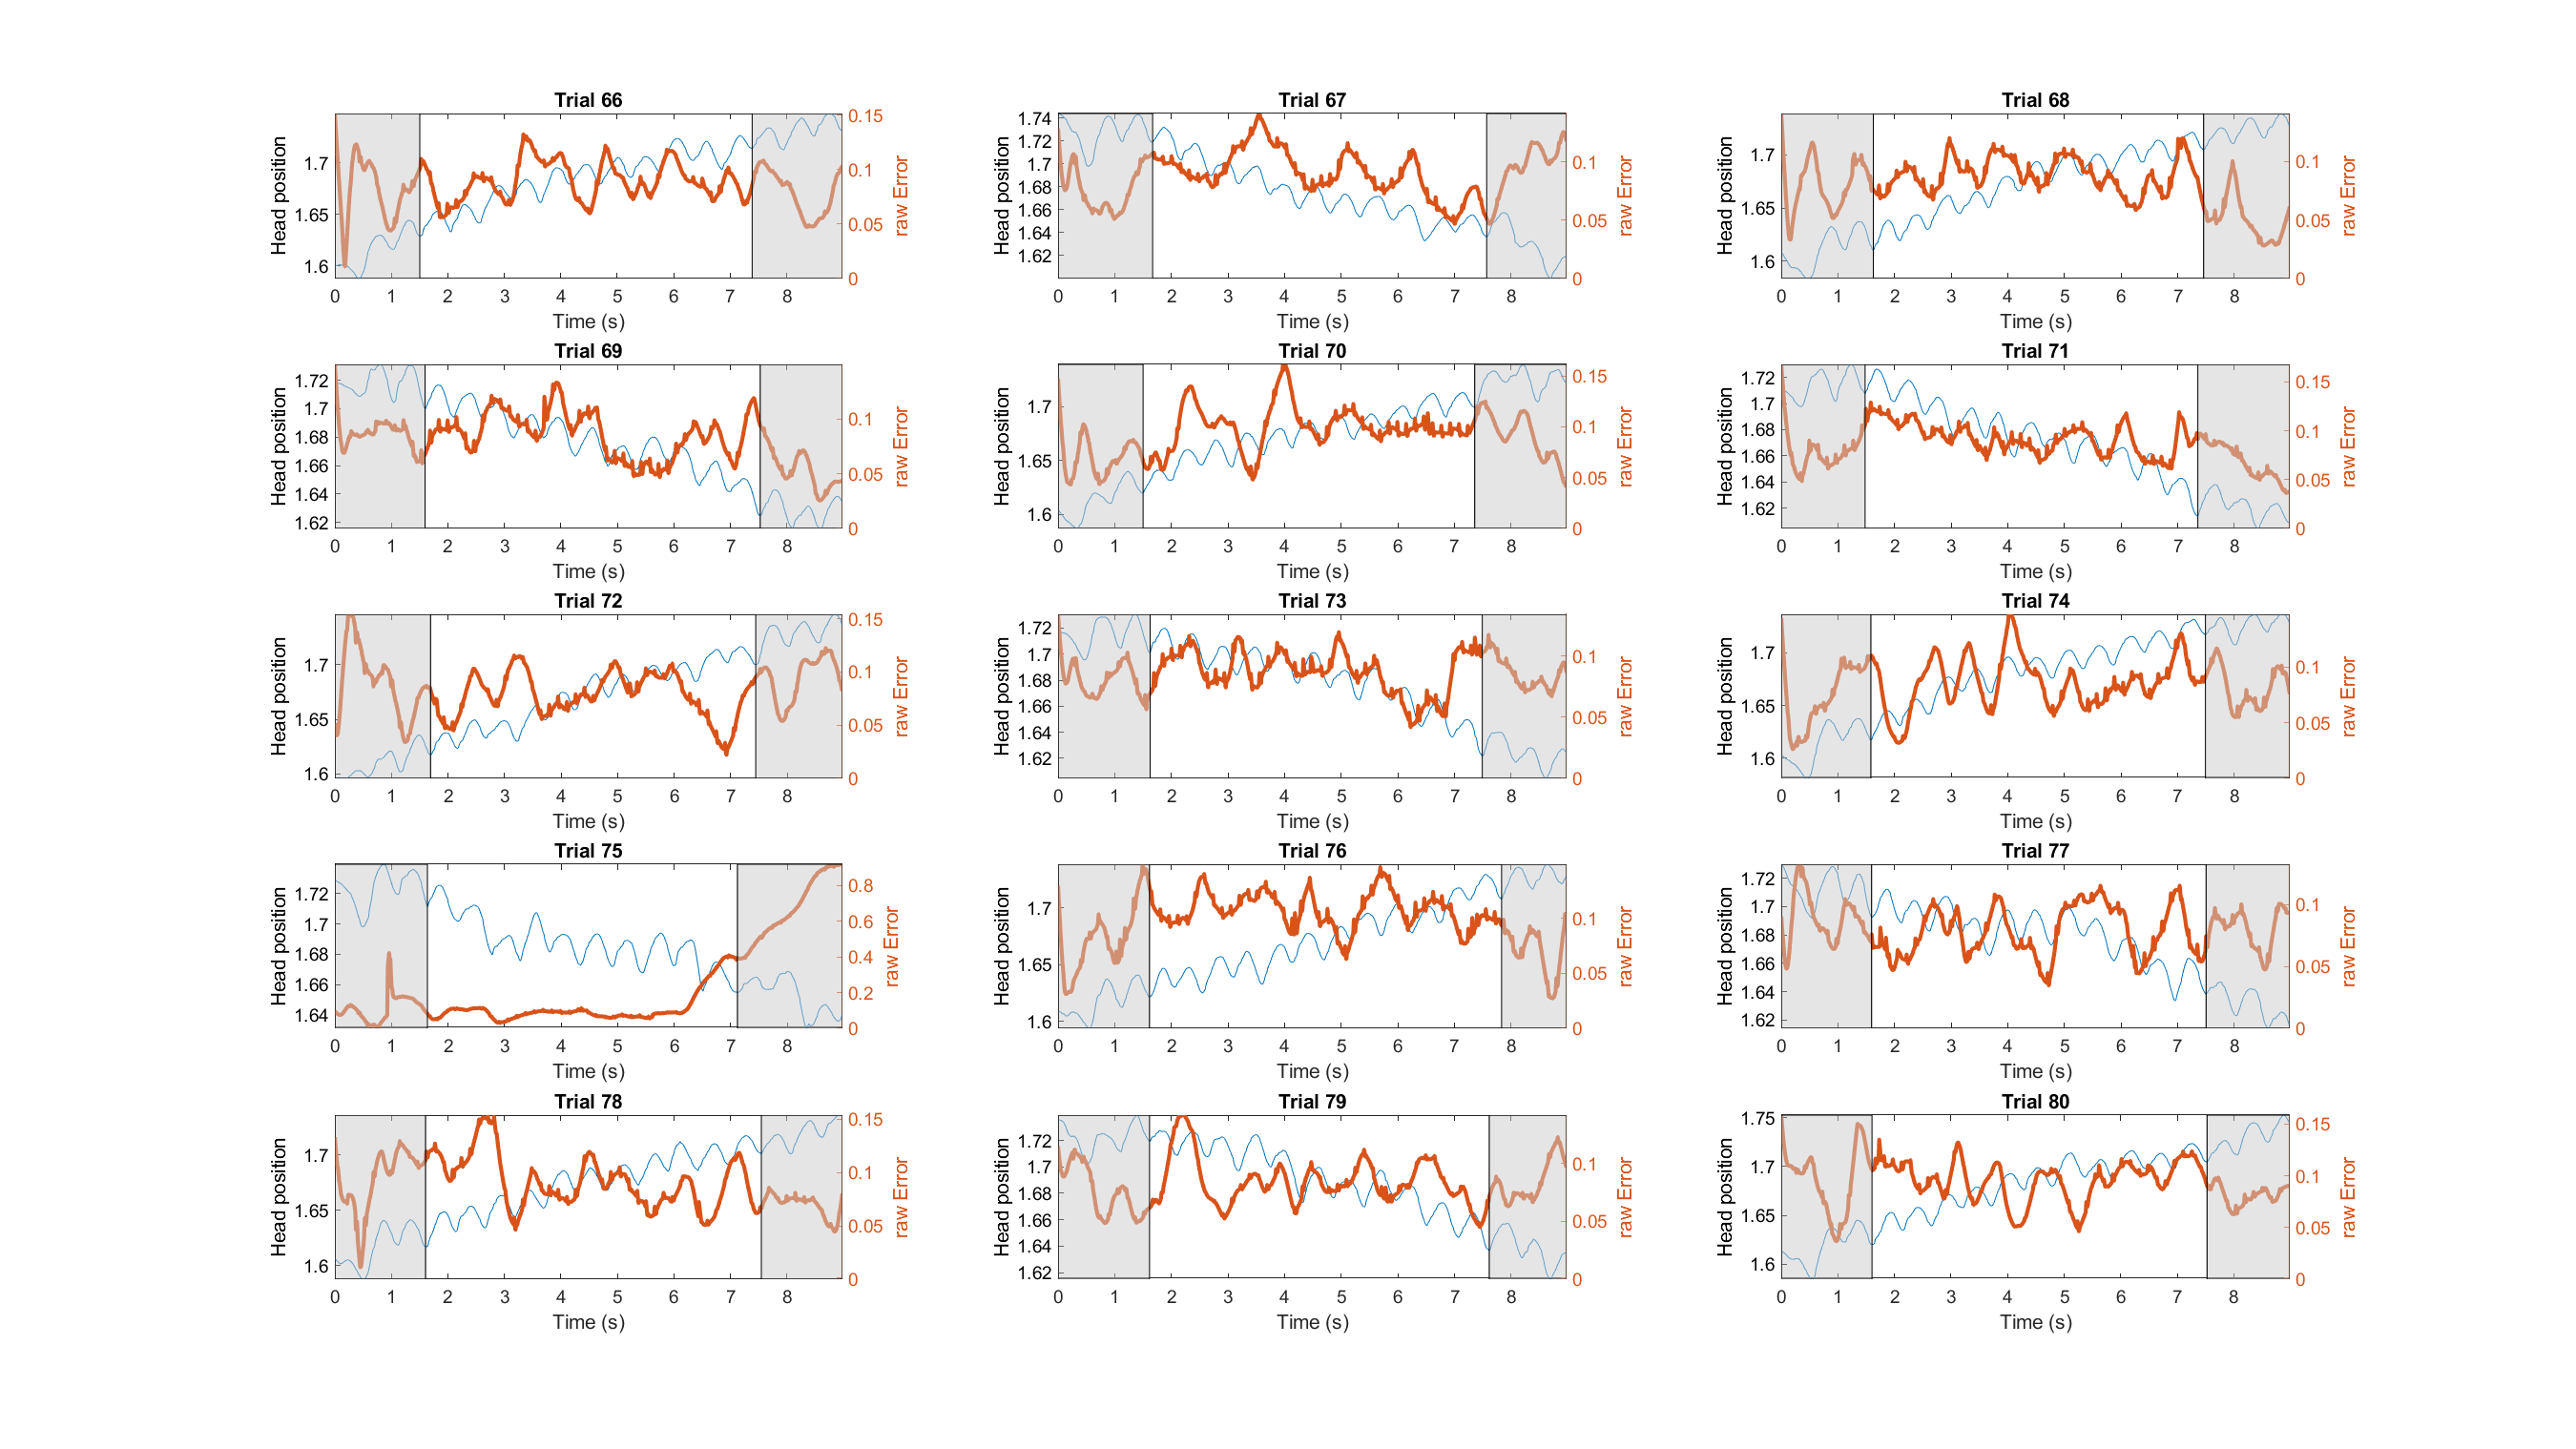 Trial 66
Head position
1.7
1.65
1.6
0.15
0.1
0.05
0
raw Error
0 1 2 3 4 5 6 7 8
Time (s)
Trial 67
Head position
1.74
1.72
1.7
1.68
1.66
1.64
1.62
0.1
0.05
0
raw Error
0 1 2 3 4 5 6 7 8
Time (s)
Trial 68
Head position
1.7
1.65
1.6
0.1
0.05
0
raw Error
0 1 2 3 4 5 6 7 8
Time (s)
Trial 69
Head position
1.72
1.7
1.68
1.66
1.64
1.62
0.1
0.05
0
raw Error
0 1 2 3 4 5 6 7 8
Time (s)
Trial 70
Head position
1.7
1.65
1.6
0.15
0.1
0.05
0
raw Error
0 1 2 3 4 5 6 7 8
Time (s)
Trial 71
Head position
1.72
1.7
1.68
1.66
1.64
1.62
0.15
0.1
0.05
0
raw Error
0 1 2 3 4 5 6 7 8
Time (s)
Trial 72
Head position
1.7
1.65
1.6
0.15
0.1
0.05
0
raw Error
0 1 2 3 4 5 6 7 8
Time (s)
Trial 73
Head position
1.72
1.7
1.68
1.66
1.64
1.62
0.1
0.05
0
raw Error
0 1 2 3 4 5 6 7 8
Time (s)
Trial 74
Head position
1.7
1.65
1.6
0.1
0.05
0
raw Error
0 1 2 3 4 5 6 7 8
Time (s)
Trial 75
Head position
1.72
1.7
1.68
1.66
1.64
0.8
0.6
0.4
0.2
0
raw Error
0 1 2 3 4 5 6 7 8
Time (s)
Trial 76
Head position
1.7
1.65
1.6
0.1
0.05
0
raw Error
0 1 2 3 4 5 6 7 8
Time (s)
Trial 77
Head position
1.72
1.7
1.68
1.66
1.64
1.62
0.1
0.05
0
raw Error
0 1 2 3 4 5 6 7 8
Time (s)
Trial 78
Head position
1.7
1.65
1.6
0.15
0.1
0.05
0
raw Error
0 1 2 3 4 5 6 7 8
Time (s)
Trial 79
Head position
1.72
1.7
1.68
1.66
1.64
1.62
0.1
0.05
0
raw Error
0 1 2 3 4 5 6 7 8
Time (s)
Trial 80
Head position
1.75
1.7
1.65
1.6
0.15
0.1
0.05
0
raw Error
0 1 2 3 4 5 6 7 8
Time (s)